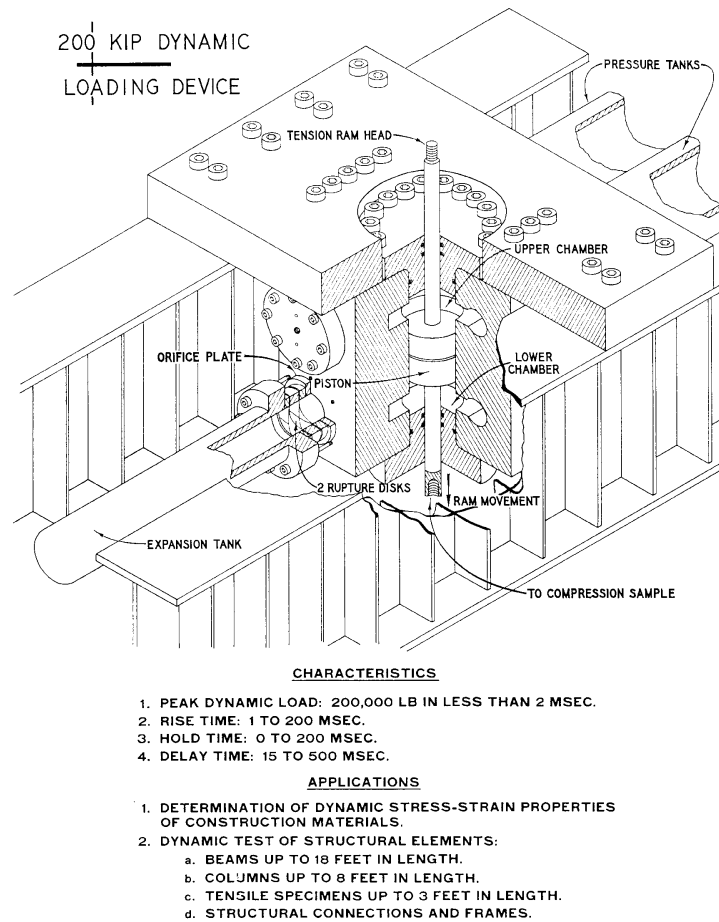 200 KIP DYNAMIC
LOADING DEVICE
PRESSURE TANKS
TENSION RAM HEAD
UPPER CHAMBER
ORIFICE PLATE
PISTON
LOWER
CHAMBER
2 RUPTURE DISKS
RAM MOVEMENT
EXPANSION TANK
TO COMPRESSION SAMPLE
CHARACTERISTICS
1. PEAK DYNAMIC LOAD: 200,000 LB IN LESS THAN 2 MSEC.
2. RISE TIME: 1 TO 200 MSEC.
3. HOLD TIME: 0 TO 200 MSEC.
4. DELAY TIME: 15 TO 500 MSEC.
APPLICATIONS
1. DETERMINATION OF DYNAMIC STRESS-STRAIN PROPERTIES
OF CONSTRUCTION MATERIALS.
2. DYNAMIC TEST OF STRUCTURAL ELEMENTS:
a. BEAMS UP TO 18 FEET IN LENGTH.
b. COLUMNS UP TO 8 FEET IN LENGTH.
c. TENSILE SPECIMENS UP TO 3 FEET IN LENGTH.
d. STRUCTURAL CONNECTIONS AND FRAMES.